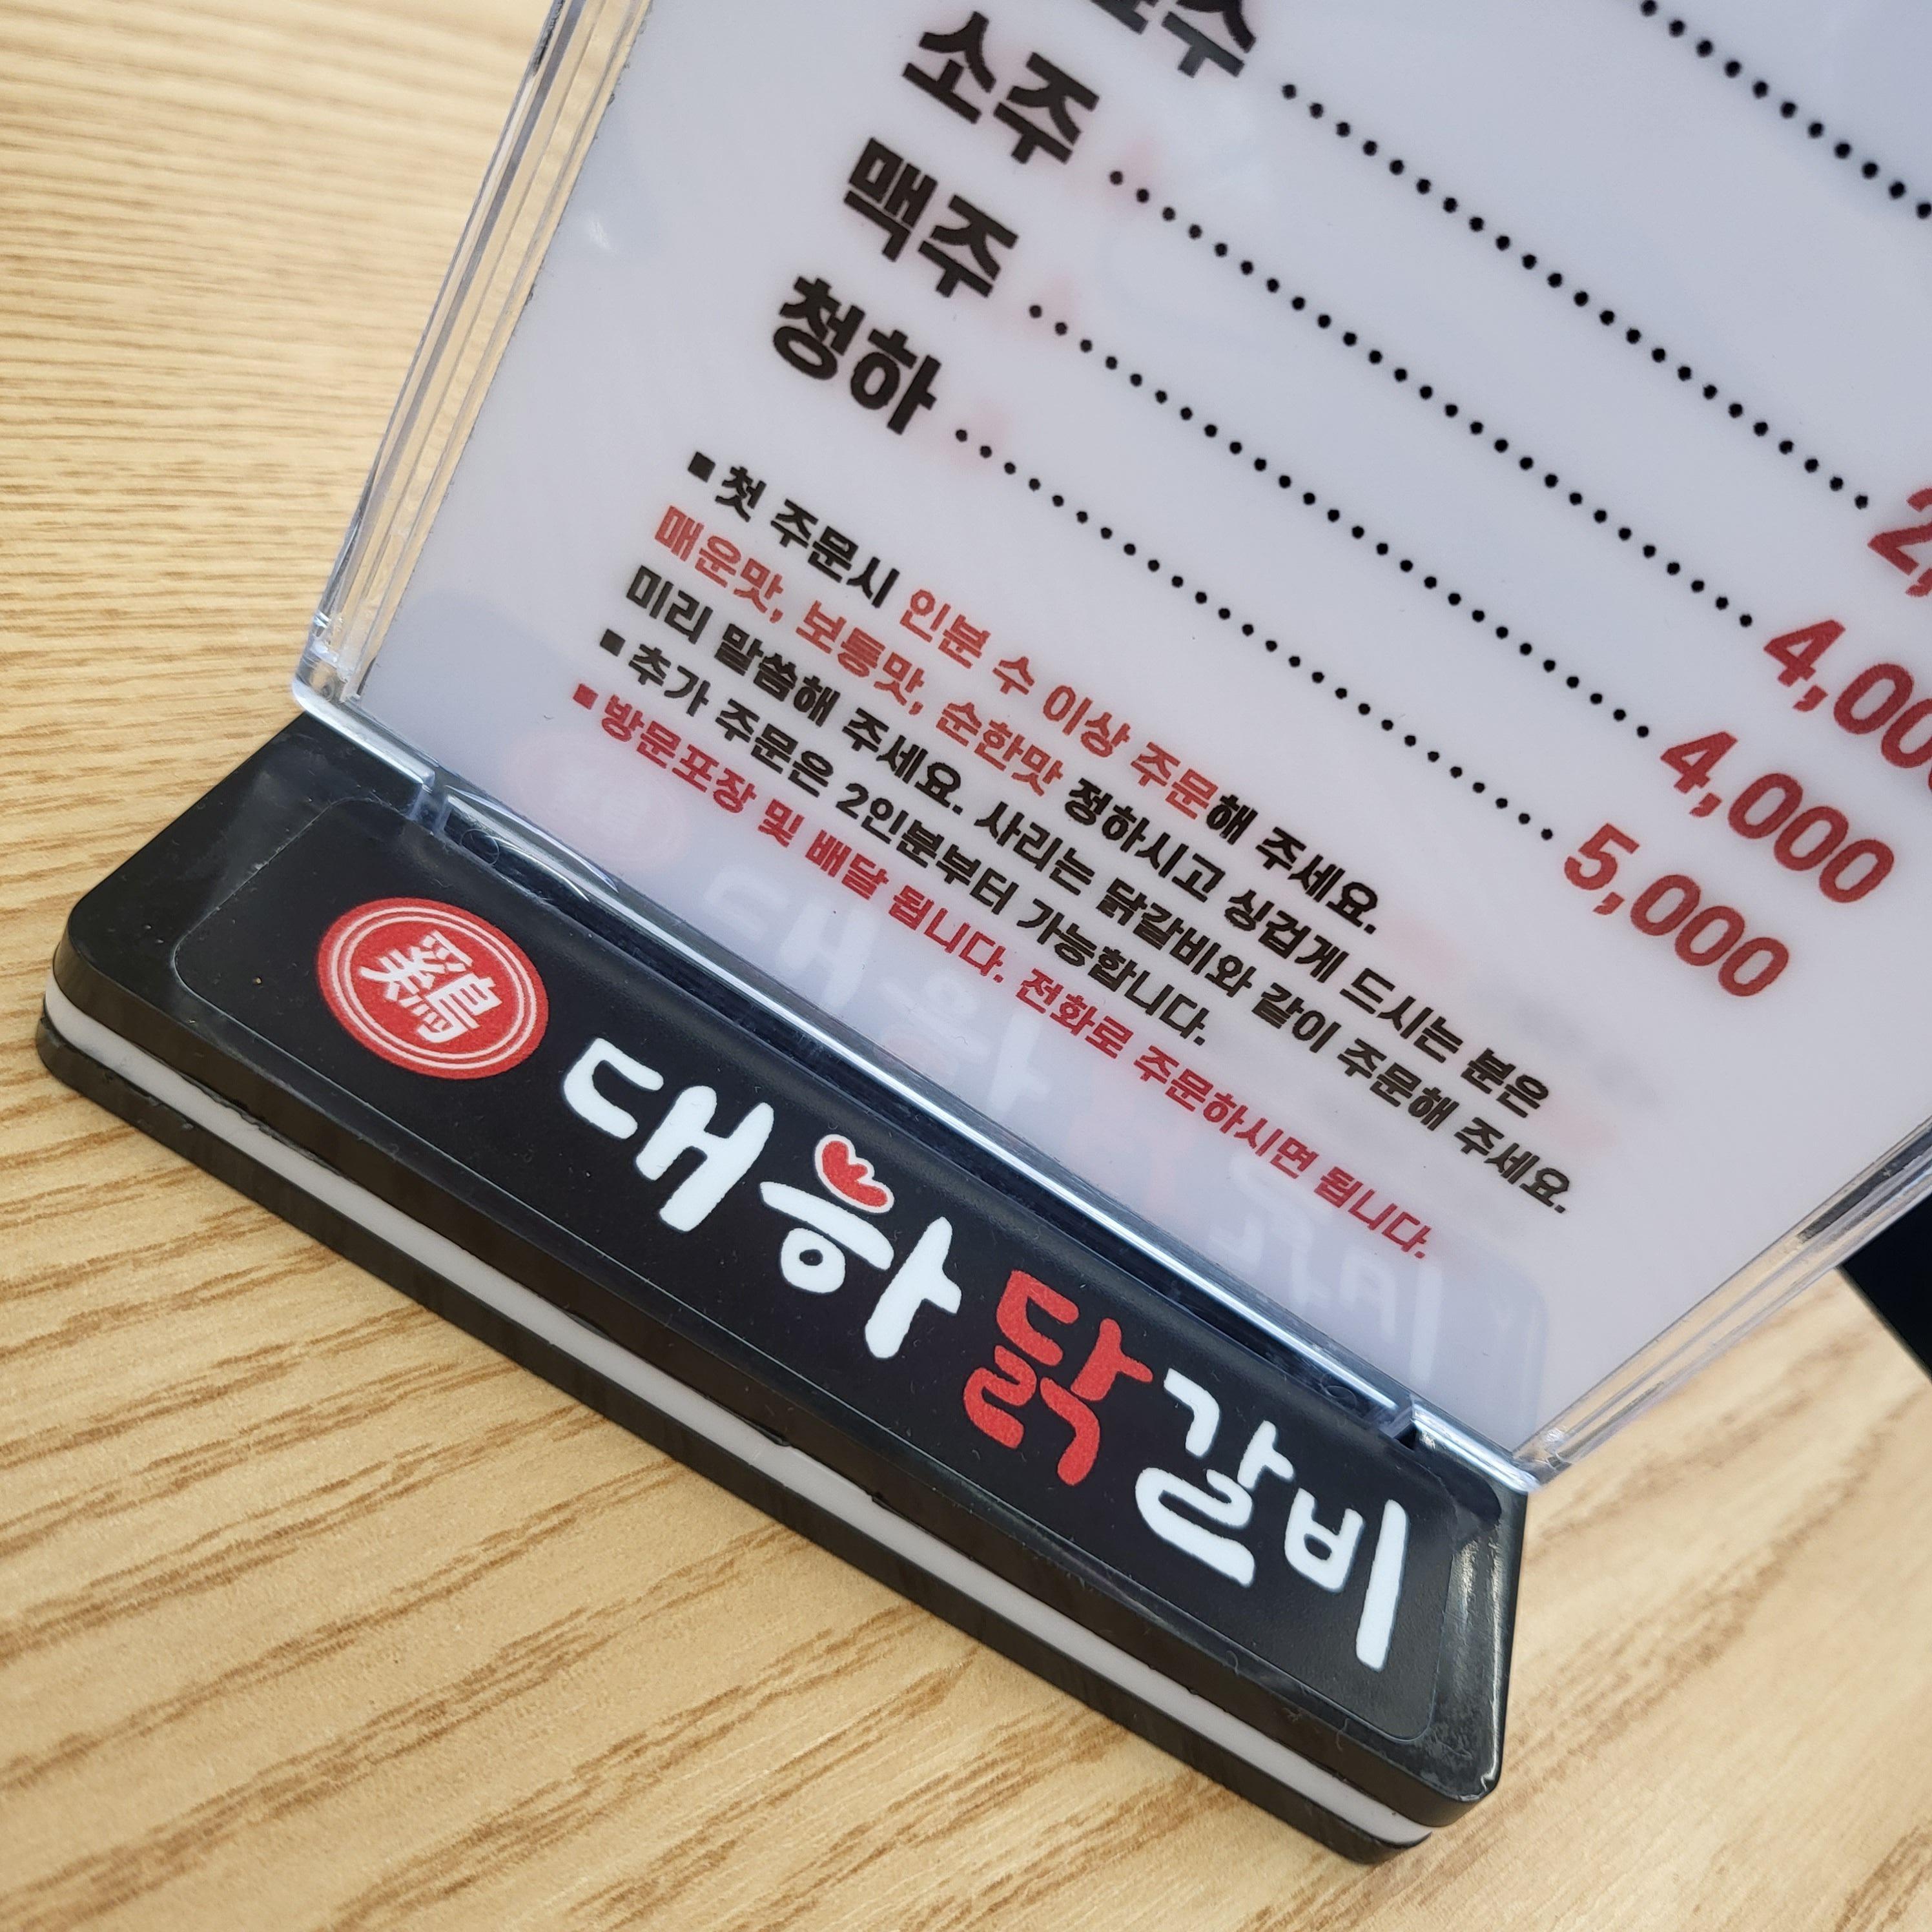 소주 4,000
맥주 4,000
청하 5,000
■ 첫 주문시 인분 수 이상 주문해 주세요.
매운맛, 보통맛, 순한맛 정하시고 싱겁게 드시는 분은
미리 말씀해 주세요. 사리는 닭갈비와 같이 주문해 주세요.
■ 추가 주문은 2인분부터 가능합니다.
■ 방문포장 및 배달 됩니다. 전화로 주문하시면 됩니다.
鷄 대하닭갈비